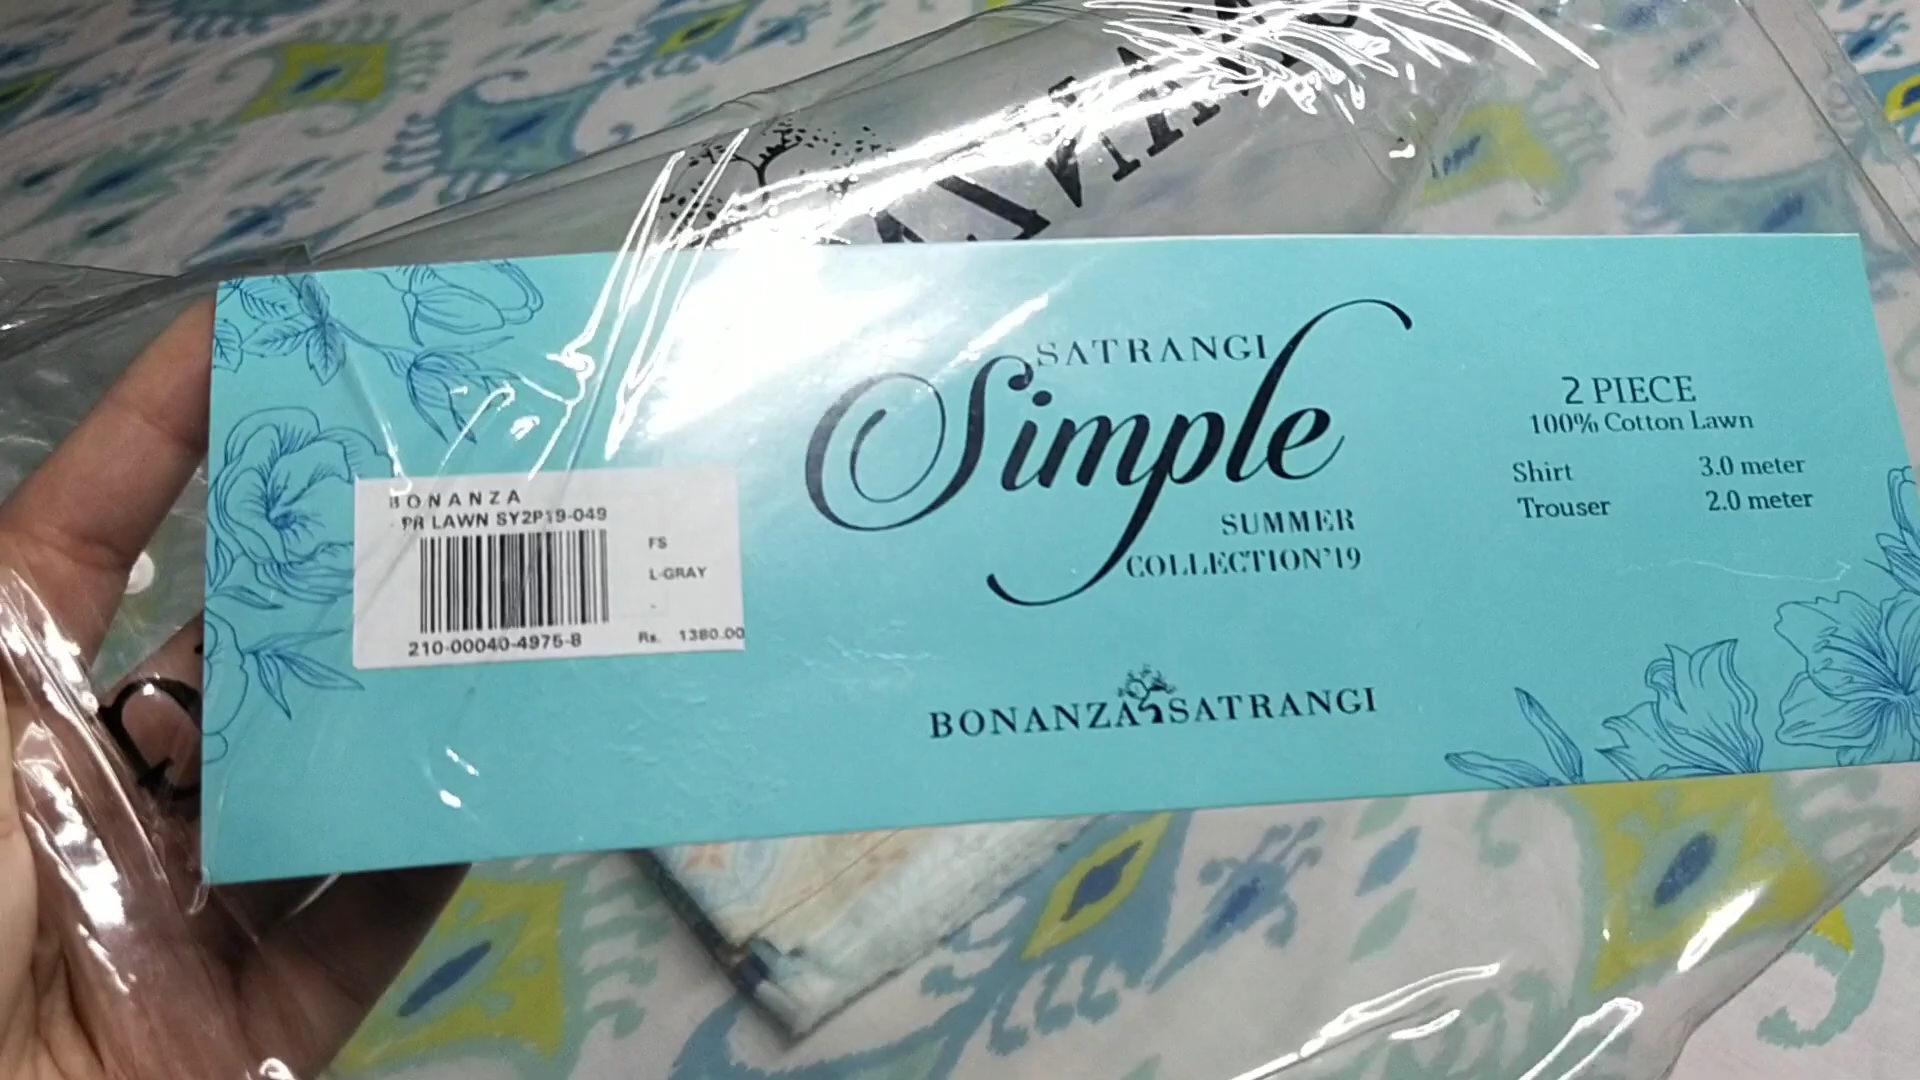 SATRANGI
Simple
SUMMER
COLLECTION'19
2 PIECE
100% Cotton Lawn
Shirt 3.0 meter
Trouser 2.0 meter
BONANZA
PR LAWN SY2P19-049
FS
L-GRAY
210-00040-4975-8 Rs. 1380.00
BONANZA SATRANGI